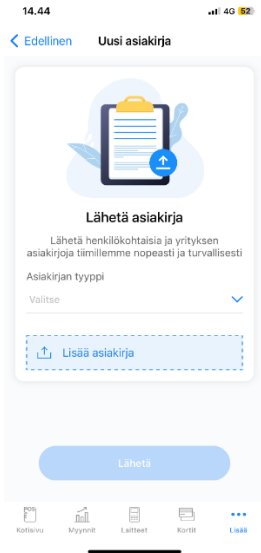 14.44
4G 52
Edellinen
Uusi asiakirja
Lähetä asiakirja
Lähetä henkilökohtaisia ja yrityksen
asiakirjoja tiimillemme nopeasti ja turvallisesti
Asiakirjan tyyppi
Valitse
Lisää asiakirja
Lähetä
POS
Kotisivu
Myynnit
Laitteet
Kortit
Lisää